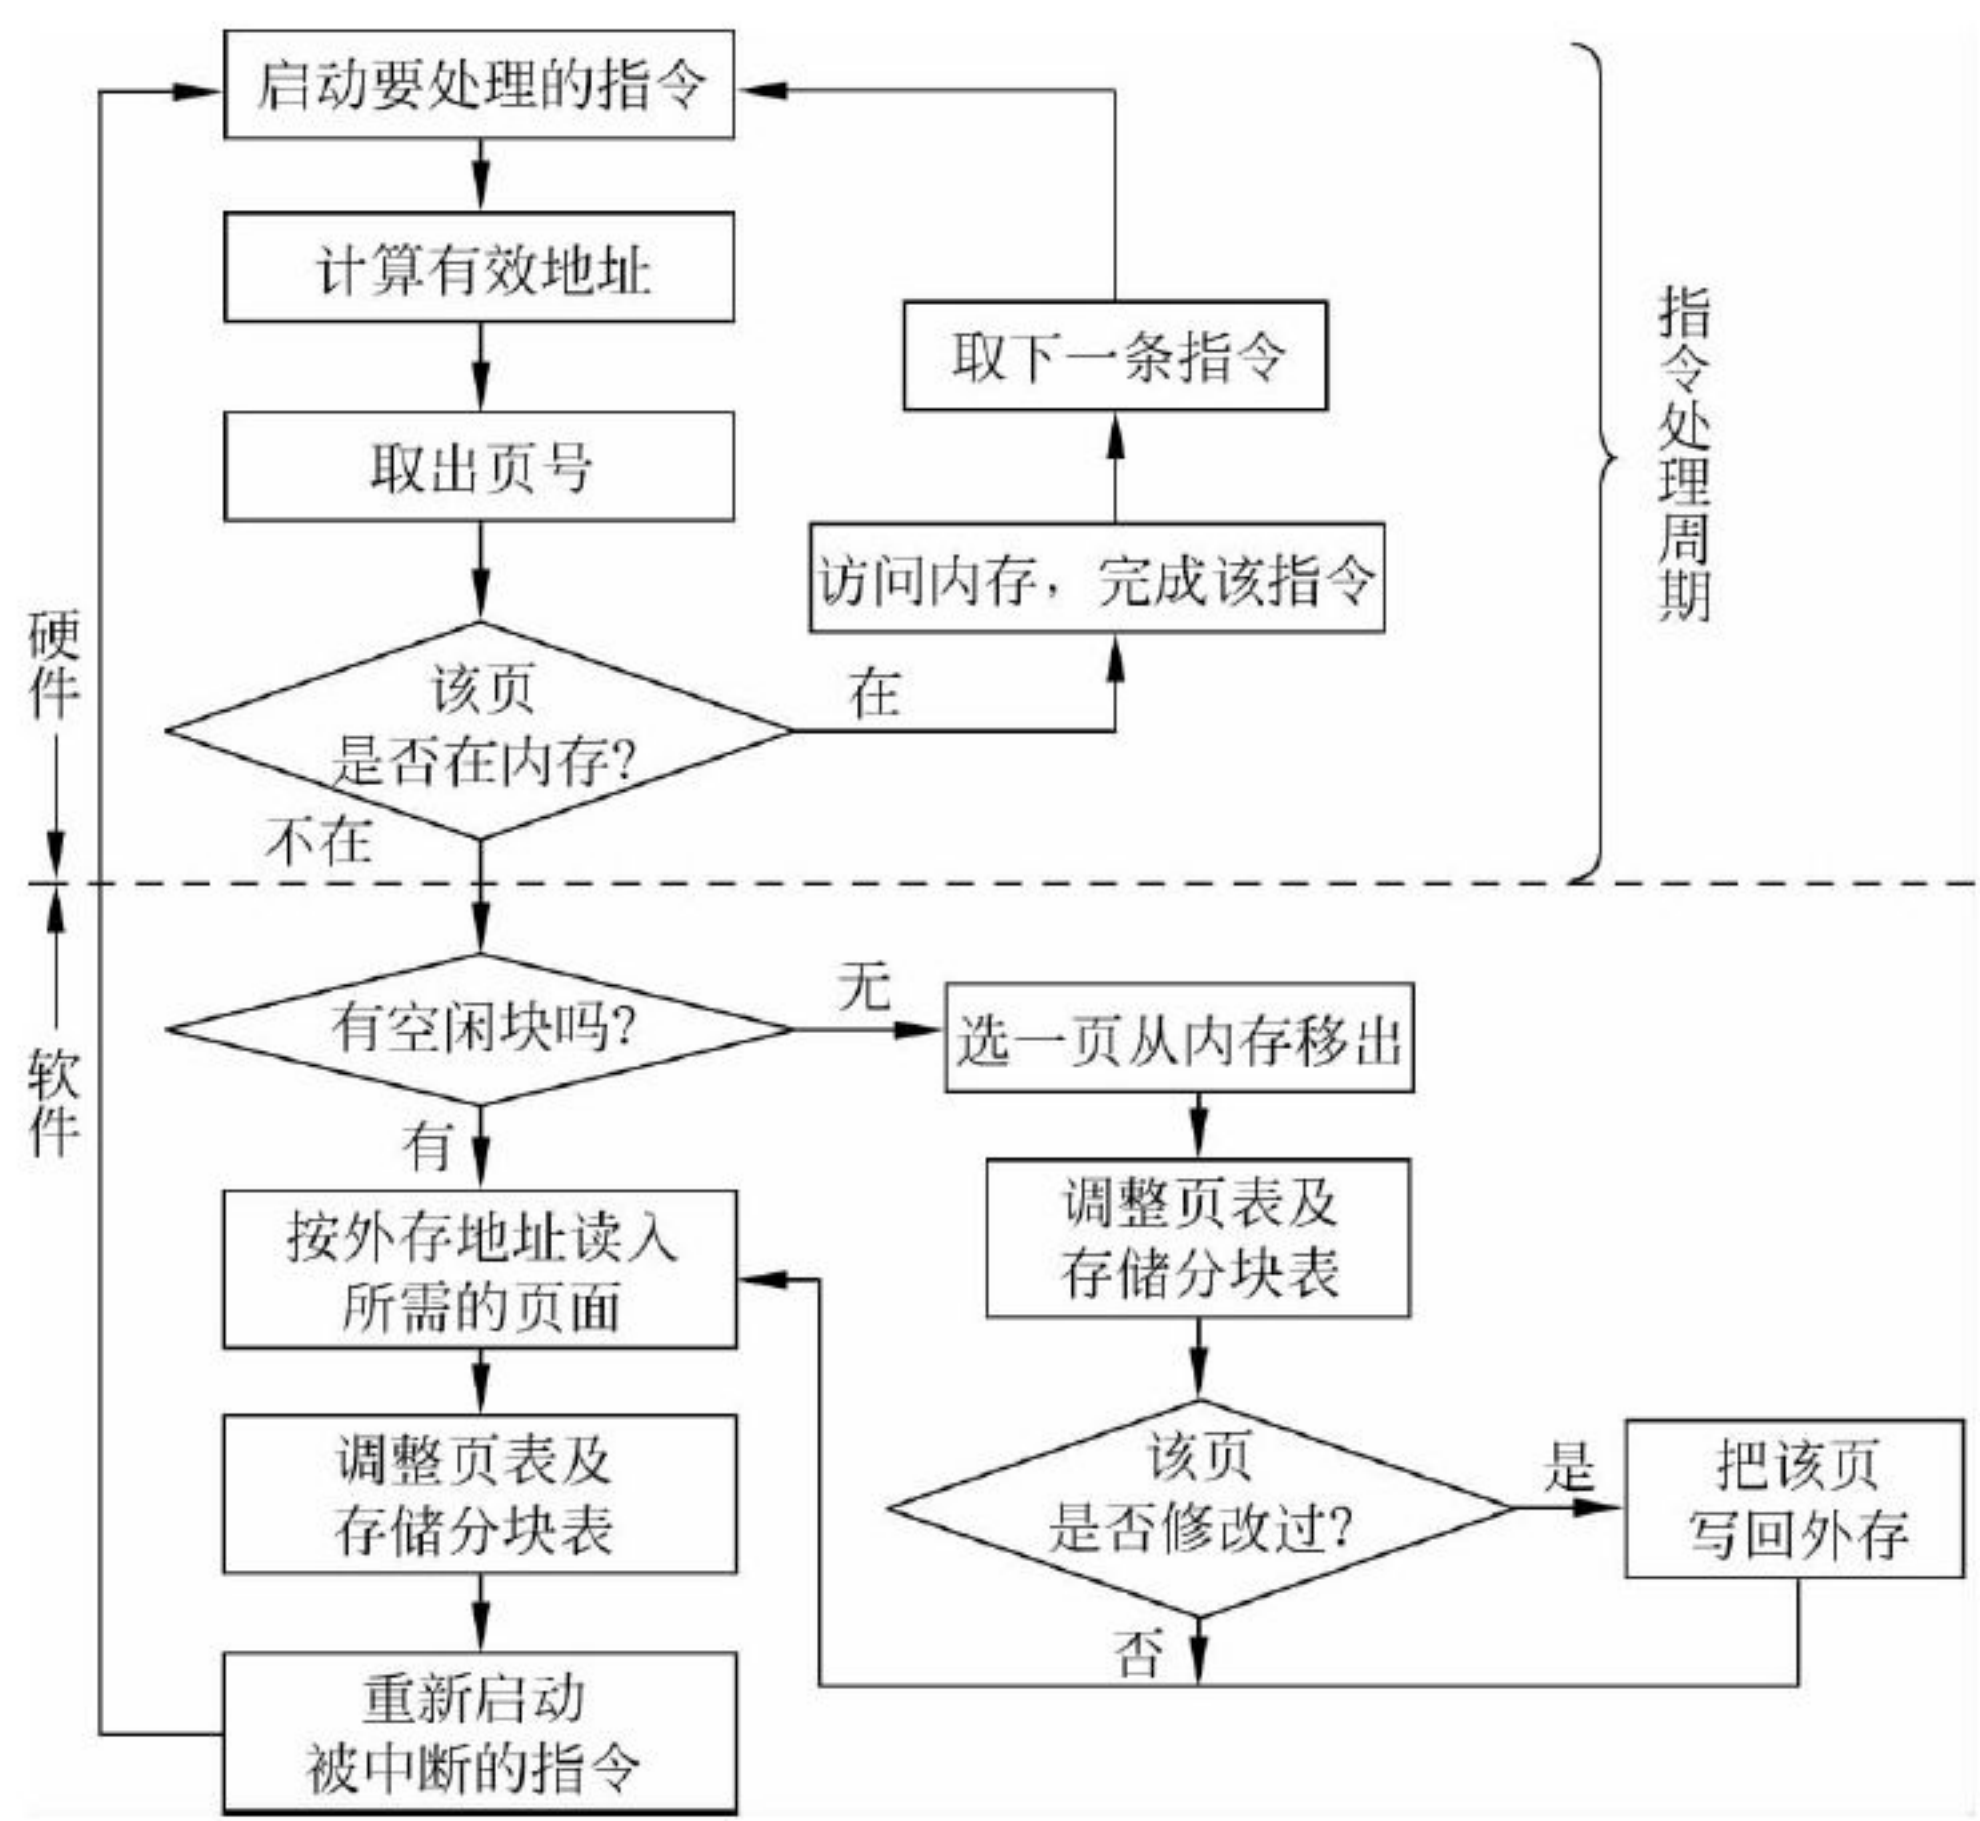 启动要处理的指令
计算有效地址
取出页号
该页
是否在内存?
在
不在
访问内存，完成该指令
取下一条指令
指令处理周期
硬件
软件
有空闲块吗?
无
有
选一页从内存移出
调整页表及
存储分块表
该页
是否修改过?
是
否
把该页
写回外存
按外存地址读入
所需的页面
调整页表及
存储分块表
重新启动
被中断的指令